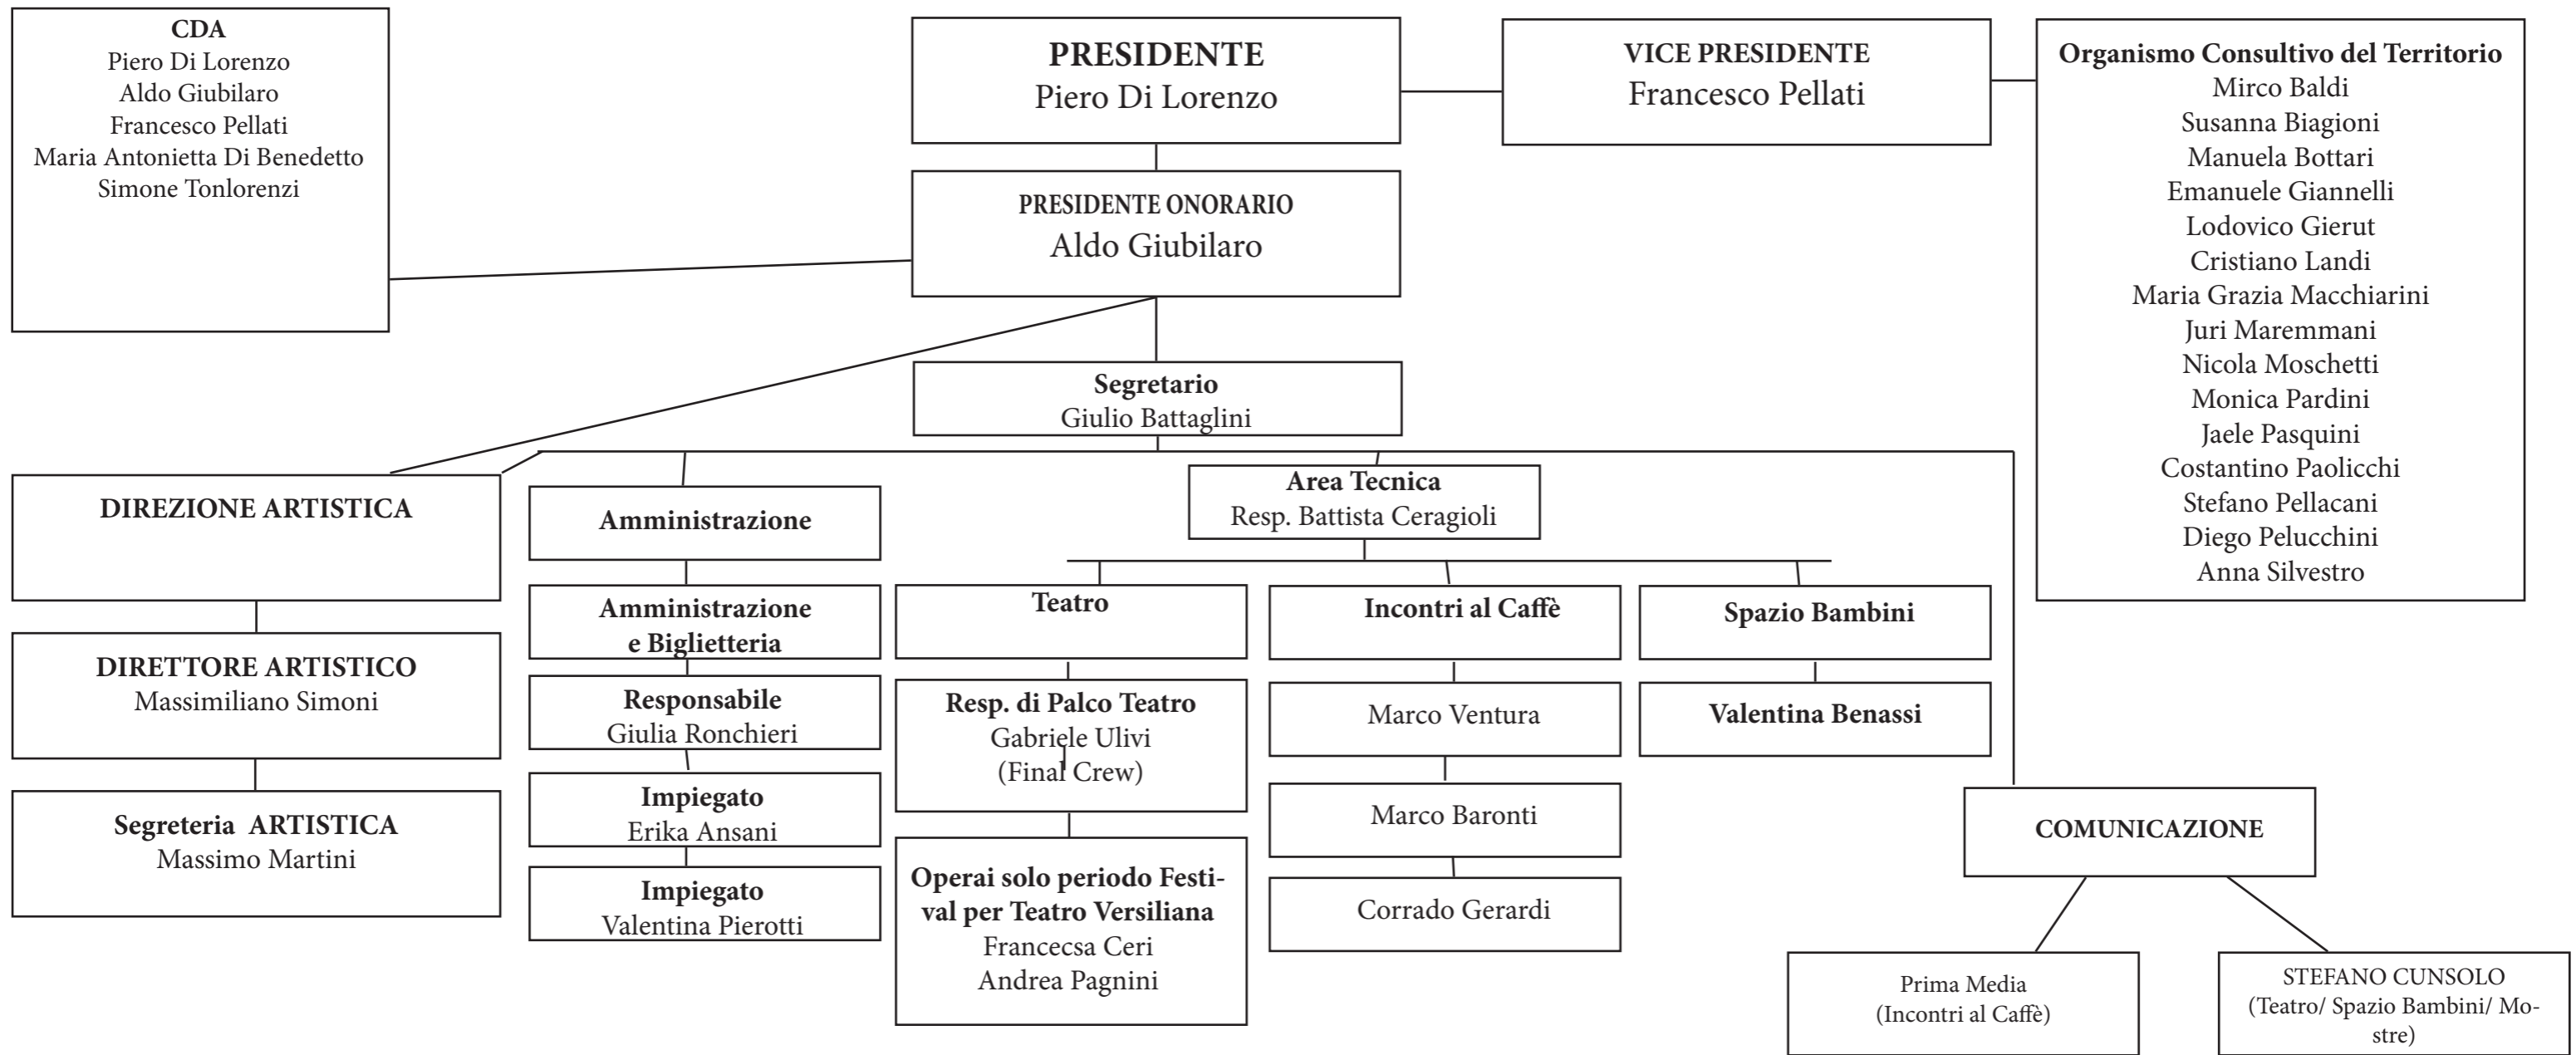 CDA
Piero Di Lorenzo
Aldo Giubilaro
Francesco Pellati
Maria Antonietta Di Benedetto
Simone Tonlorenzi
PRESIDENTE
Piero Di Lorenzo
VICE PRESIDENTE
Francesco Pellati
Organismo Consultivo del Territorio
Mirco Baldi
Susanna Biagioni
Manuela Bottari
Emanuele Giannelli
Lodovico Gierut
Cristiano Landi
Maria Grazia Macchiarini
Juri Maremmani
Nicola Moschetti
Monica Pardini
Jaele Pasquini
Costantino Paolicchi
Stefano Pellacani
Diego Pelucchini
Anna Silvestro
PRESIDENTE ONORARIO
Aldo Giubilaro
Segretario
Giulio Battaglini
DIREZIONE ARTISTICA
DIRETTORE ARTISTICO
Massimiliano Simoni
Segreteria ARTISTICA
Massimo Martini
Amministrazione
Amministrazione
e Biglietteria
Responsabile
Giulia Ronchieri
Impiegato
Erika Ansani
Impiegato
Valentina Pierotti
Area Tecnica
Resp. Battista Ceragioli
Teatro
Resp. di Palco Teatro
Gabriele Ulivi
(Final Crew)
Operai solo periodo Festi-
val per Teatro Versiliana
Francecsa Ceri
Andrea Pagnini
Incontri al Caffè
Marco Ventura
Marco Baronti
Corrado Gerardi
Spazio Bambini
Valentina Benassi
COMUNICAZIONE
Prima Media
(Incontri al Caffè)
STEFANO CUNSOLO
(Teatro/ Spazio Bambini/ Mo-
stre)